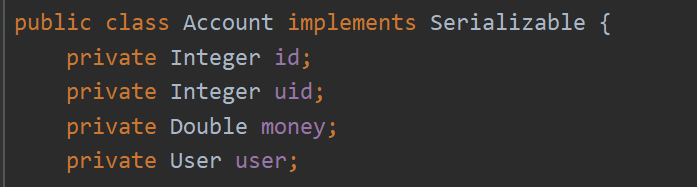 public class Account implements Serializable {
private Integer id;
private Integer uid;
private Double money;
private User user;